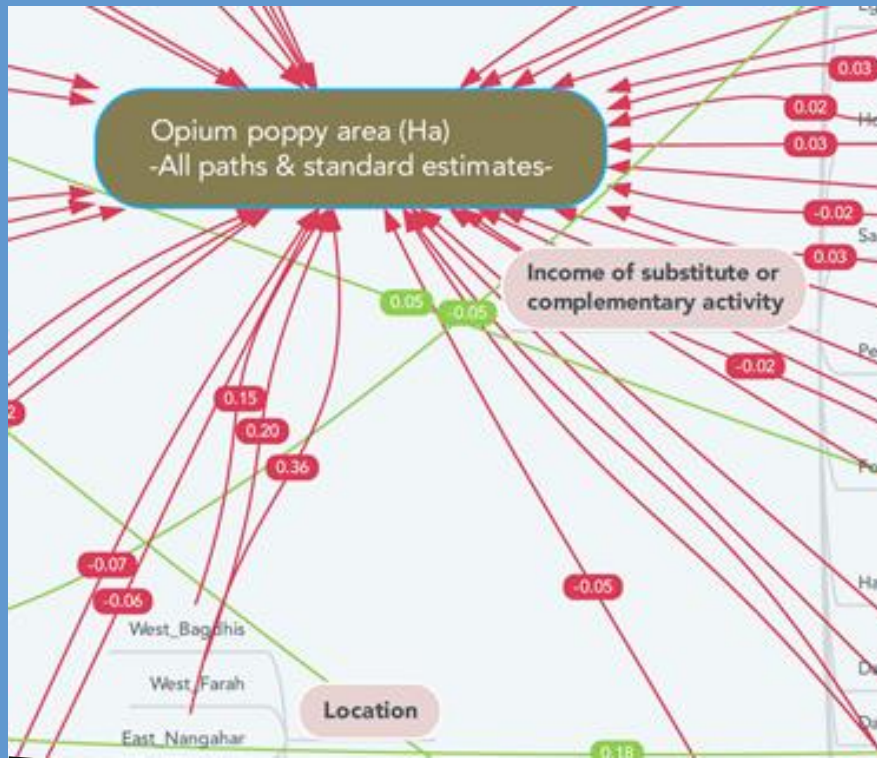 0.03
0.02
0.03
Opium poppy area (Ha)
-All paths & standard estimates-
-0.02
0.03
Income of substitute or
complementary activity
0.05
-0.05
-0.02
0.15
0.20
0.36
-0.07
-0.06
-0.05
West_Bagdhis
West_Farah
Location
East_Nangahar
0.18